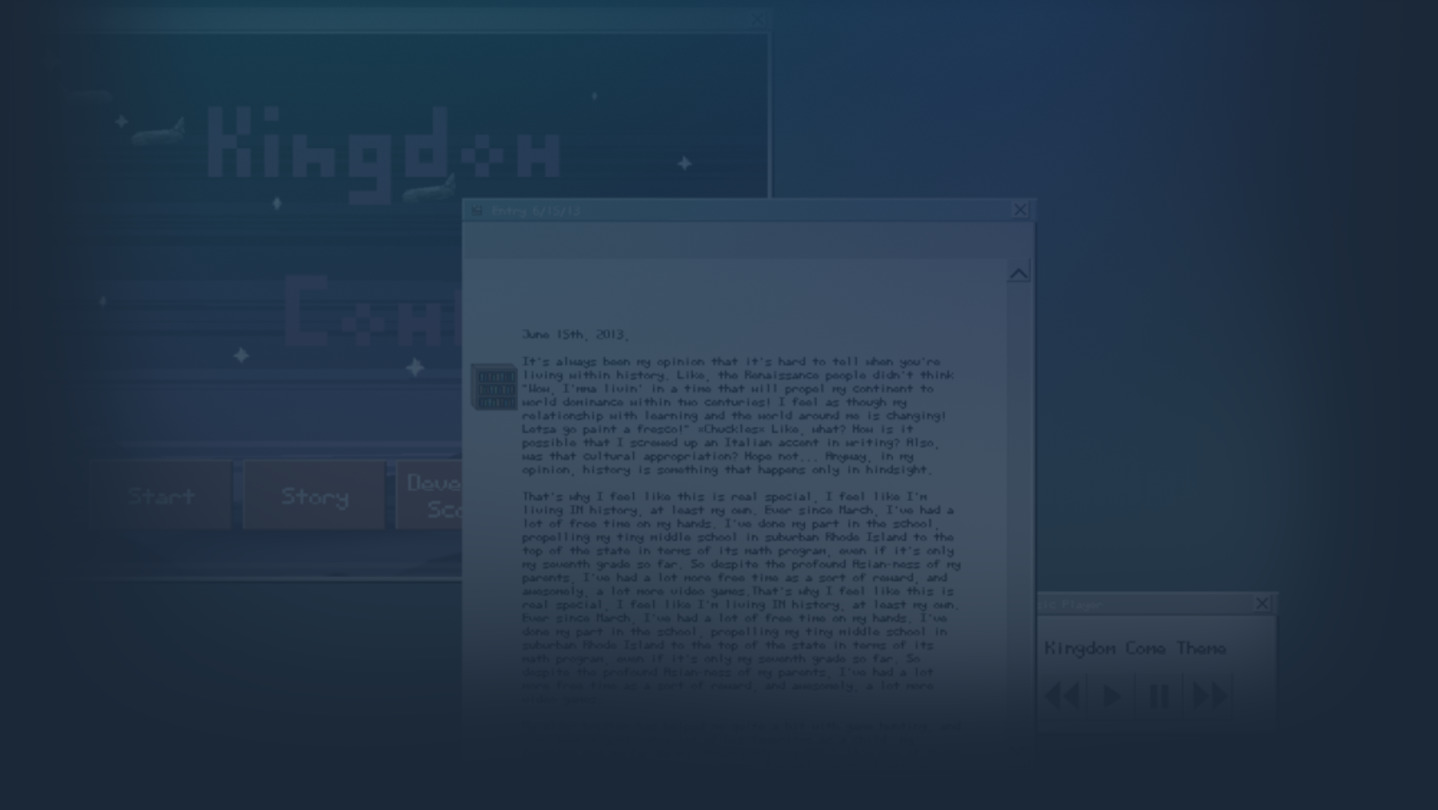 Kingdom
Com
Start
Story
Deve
Sco
Entry 6/15/13
June 15th, 2013,
It's always been my opinion that it's hard to tell when you're
living within history. Like, the Renaissance people didn't think
"Wow, I'mma livin' in a time that will propel my continent to
world dominance within two centuries! I feel as though my
relationship with learning and the world around me is changing!
Letsa go paint a fresco!" *Chuckles* Like, what? How is it
possible that I screwed up an Italian accent in writing? Also,
was that cultural appropriation? Hope not... Anyway, in my
opinion, history is something that happens only in hindsight.
That's why I feel like this is real special, I feel like I'm
living IN history, at least my own. Ever since March, I've had a
lot of free time on my hands. I've done my part in the school,
propelling my tiny middle school in suburban Rhode Island to the
top of the state in terms of its math program, even if it's only
my seventh grade so far. So despite the profound Asian-ness of my
parents, I've had a lot more free time as a sort of reward, and
awesomely, a lot more video games.That's why I feel like this is
real special, I feel like I'm living IN history, at least my own.
Ever since March, I've had a lot of free time on my hands. I've
done my part in the school, propelling my tiny middle school in
suburban Rhode Island to the top of the state in terms of its
math program, even if it's only my seventh grade so far. So
despite the profound Asian-ness of my parents, I've had a lot
more free time as a sort of reward, and awesomely, a lot more
video games.
Player
Kingdom Come Theme